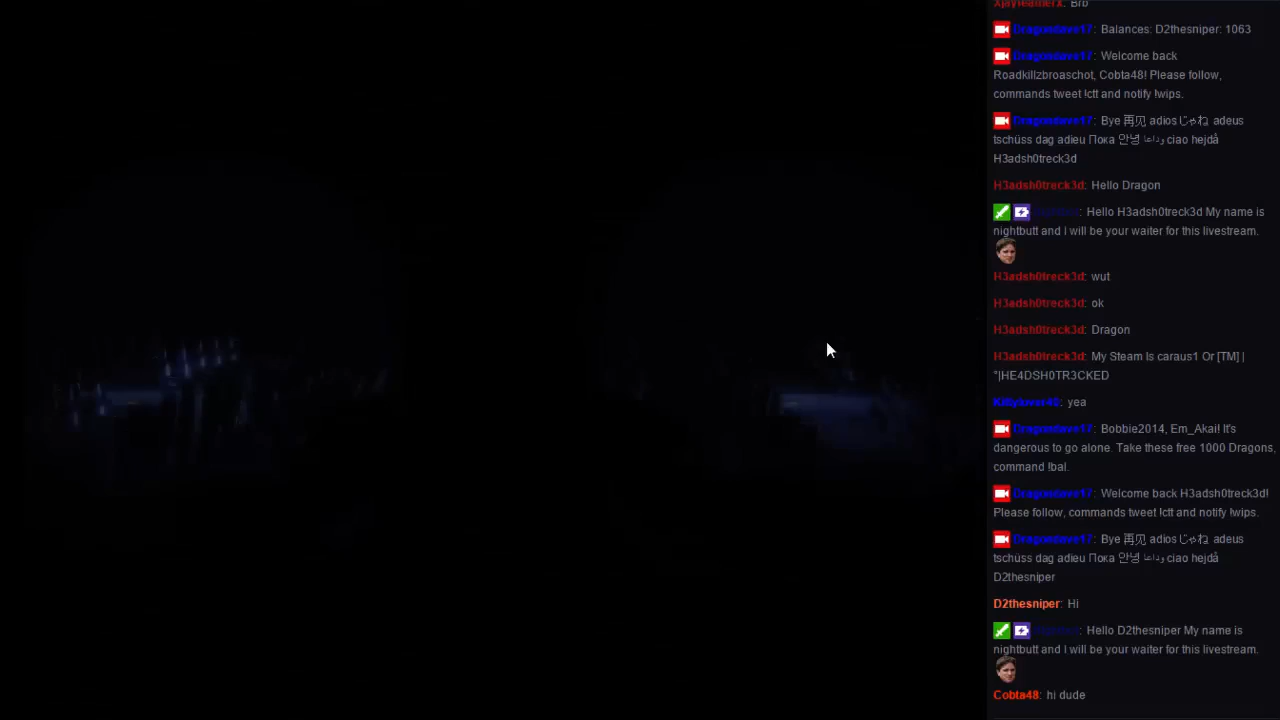 XjayTeamerX: Brb
Dragondave17: Balances: D2thesniper: 1063
Dragondave17: Welcome back
Roadkillzbroaschot, Cobta48! Please follow,
commands tweet !ctt and notify !wips.
Dragondave17: Bye 再见 adios じゃね adeus
tschüss dag adieu Пока 안녕 وداعا ciao hejdå
H3adsh0treck3d
H3adsh0treck3d: Hello Dragon
: Hello H3adsh0treck3d My name is
nightbutt and I will be your waiter for this livestream.
H3adsh0treck3d: wut
H3adsh0treck3d: ok
H3adsh0treck3d: Dragon
H3adsh0treck3d: My Steam Is caraus1 Or [TM] |
"|HE4DSH0TR3CKED
Kittylover49: yea
Dragondave17: Bobbie2014, Em_Akai! It's
dangerous to go alone. Take these free 1000 Dragons,
command !bal.
Dragondave17: Welcome back H3adsh0treck3d!
Please follow, commands tweet !ctt and notify !wips.
Dragondave17: Bye 再见 adios じゃね adeus
tschüss dag adieu Пока 안녕 وداعا ciao hejdå
D2thesniper
D2thesniper: Hi
: Hello D2thesniper My name is
nightbutt and I will be your waiter for this livestream.
Cobta48: hi dude